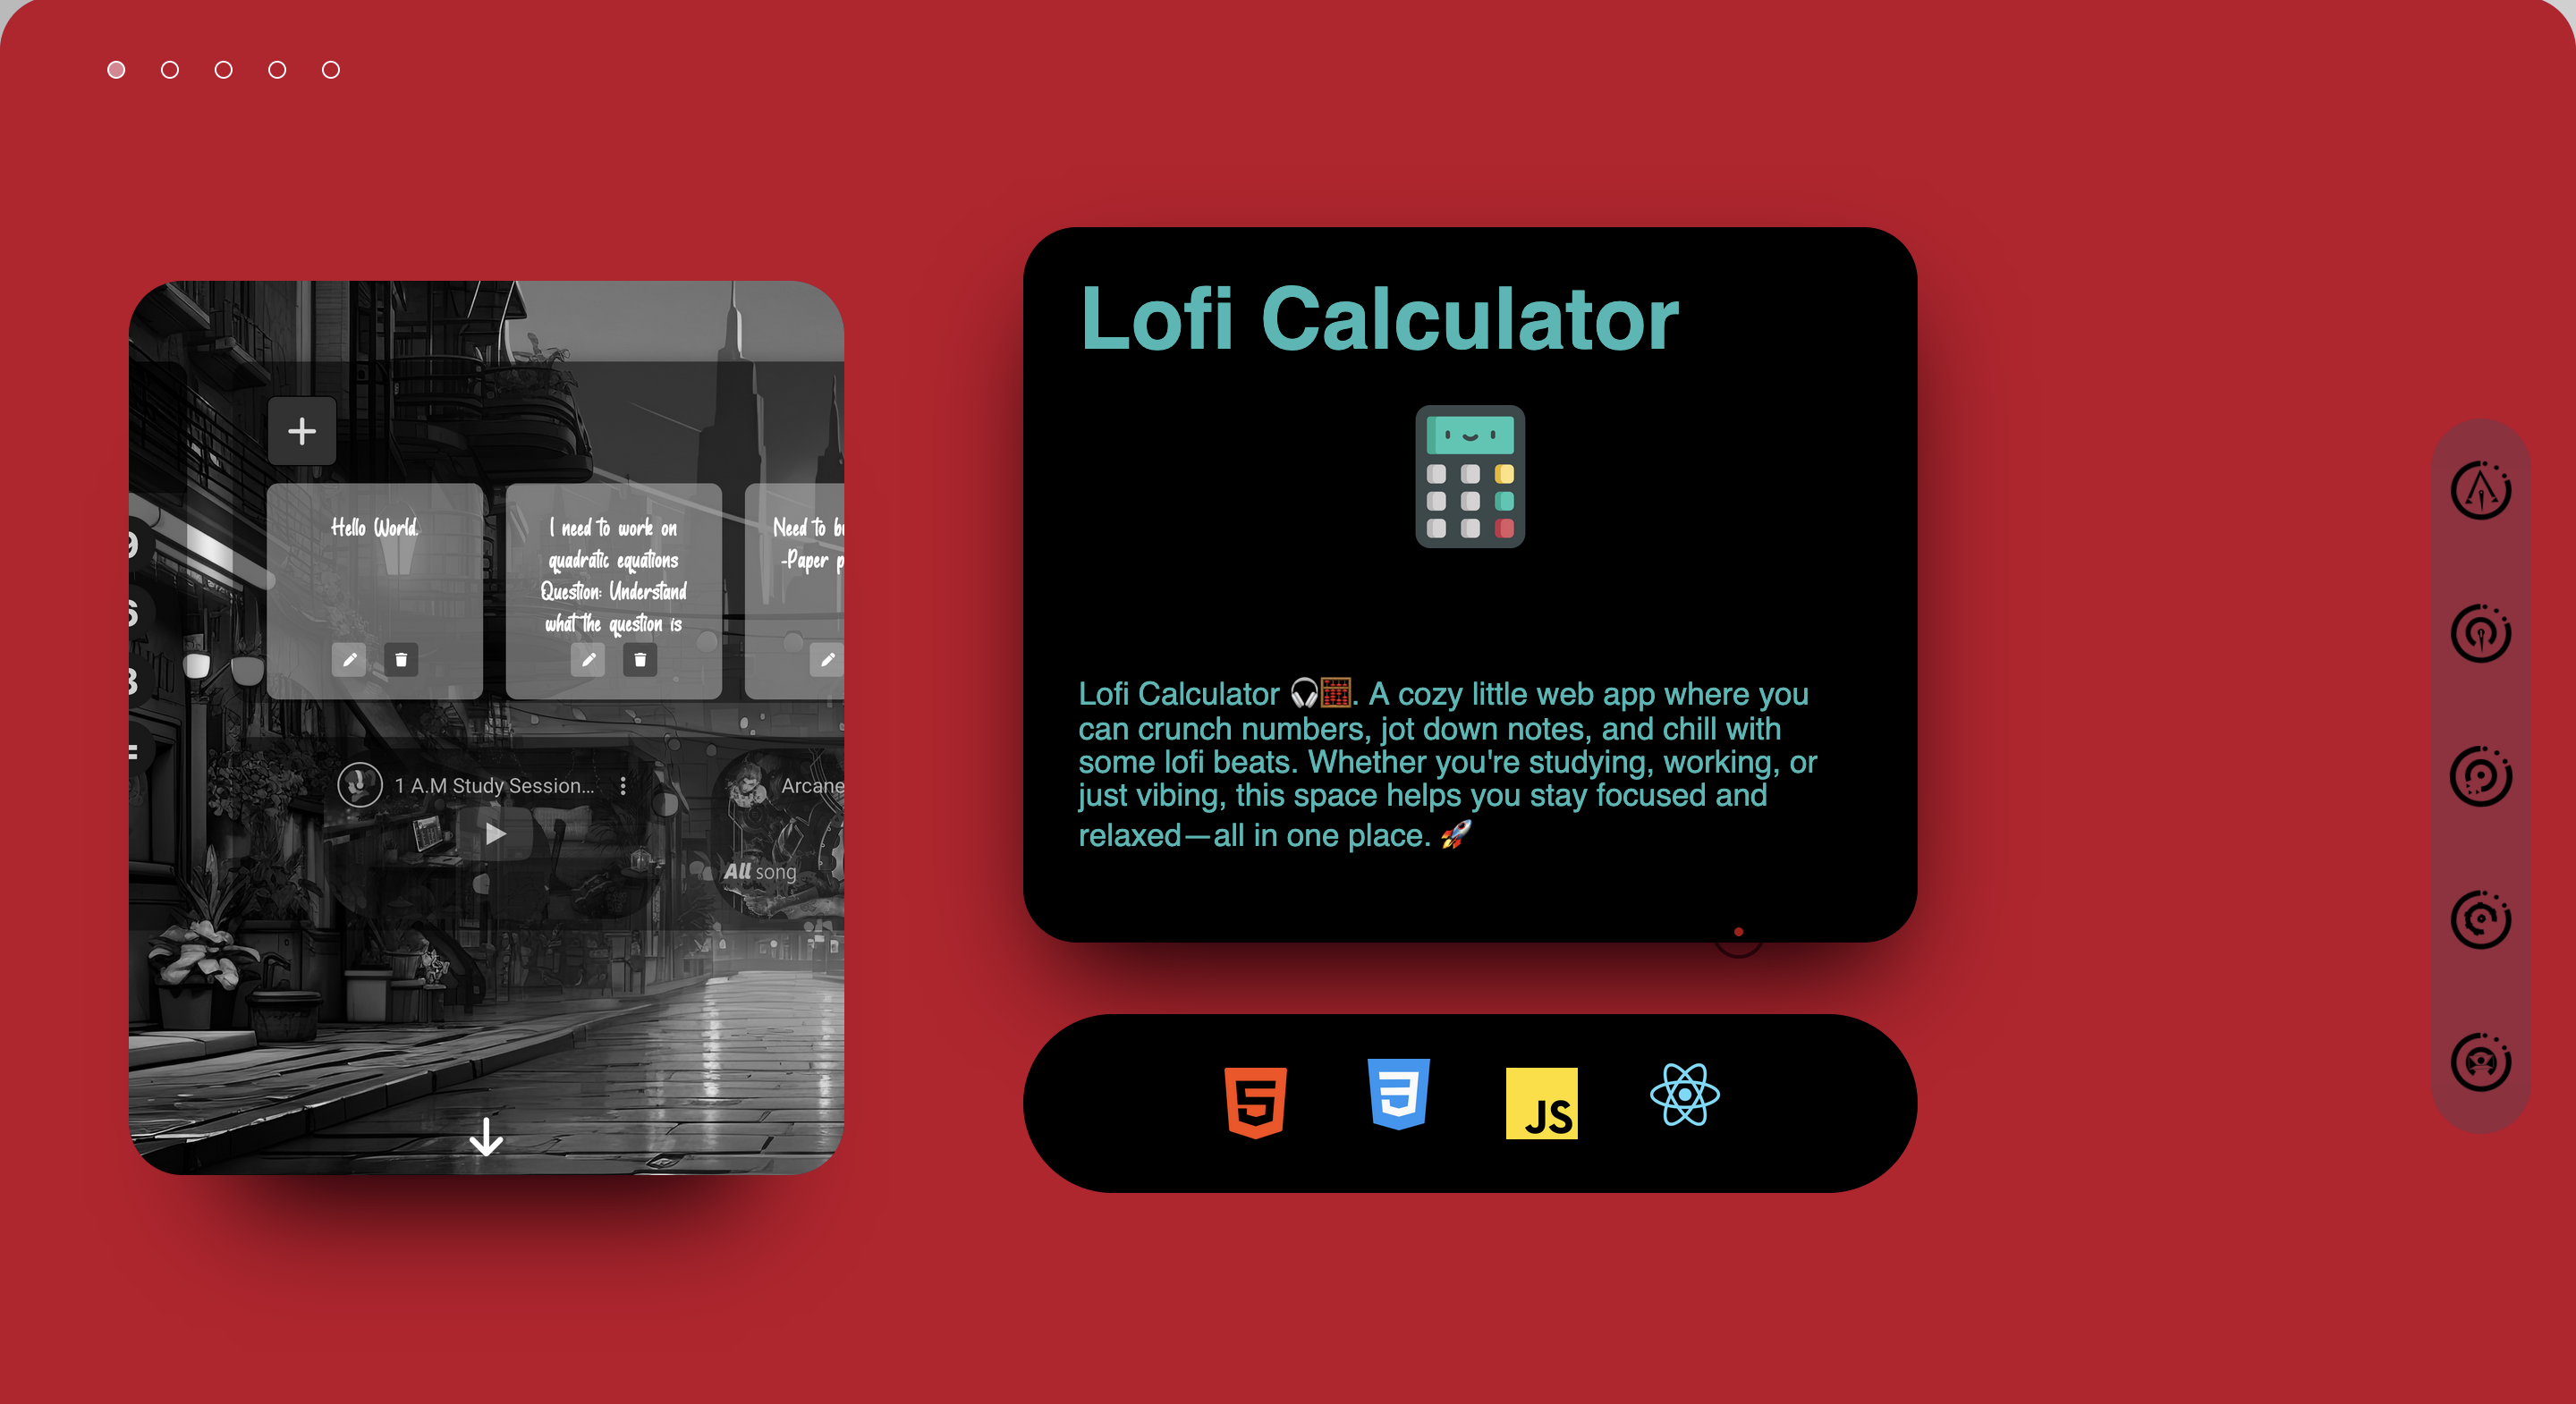 Hello World.
I need to work on
quadratic equations
Question: Understand
what the question is
Need to
-Paper
9
6
3
=
1 A.M Study Session...
Arcane
All song
Lofi Calculator
Lofi Calculator 🎧🧮. A cozy little web app where you
can crunch numbers, jot down notes, and chill with
some lofi beats. Whether you're studying, working, or
just vibing, this space helps you stay focused and
relaxed—all in one place. 🚀
JS